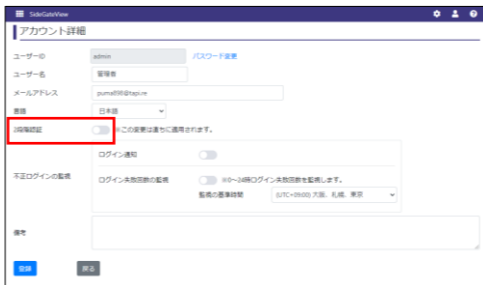 SideGateView
アカウント詳細
ユーザーID admin パスワード変更
ユーザー名 管理者
メールアドレス puma898@tapi.re
言語 日本語
2段階認証 ※この変更は直ちに適用されます。
ログイン通知
不正ログインの監視
ログイン失敗回数の監視 ※0～24時ログイン失敗回数を監視します。
監視の基準時間 (UTC+09:00) 大阪、札幌、東京
備考
登録 戻る